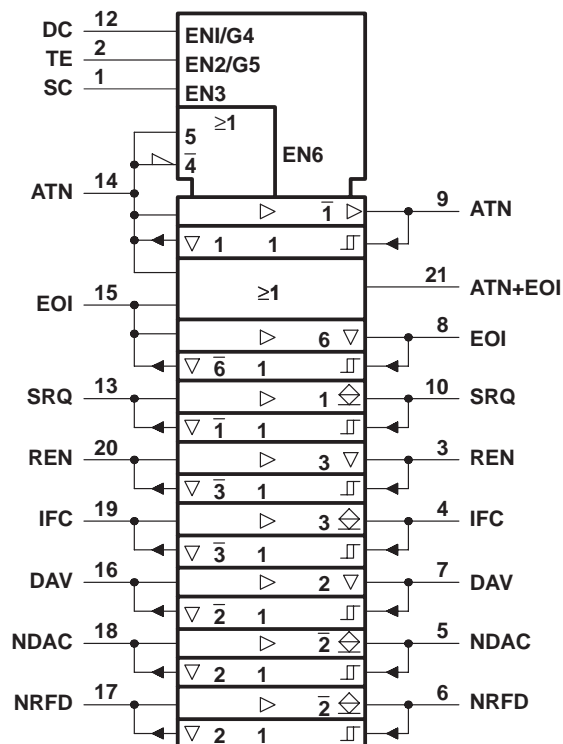 DC 12 EN1/G4
TE 2 EN2/G5
SC 1 EN3
≥1
5
4̅ EN6
ATN 14
1̅ 9 ATN
1 1
≥1 21 ATN+EOI
EOI 15
6 8 EOI
6̅ 1
SRQ 13 1 10 SRQ
1̅ 1
REN 20 3 3 REN
3̅ 1
IFC 19 3 4 IFC
3̅ 1
DAV 16 2 7 DAV
2̅ 1
NDAC 18 2̅ 5 NDAC
2 1
NRFD 17 2̅ 6 NRFD
2 1